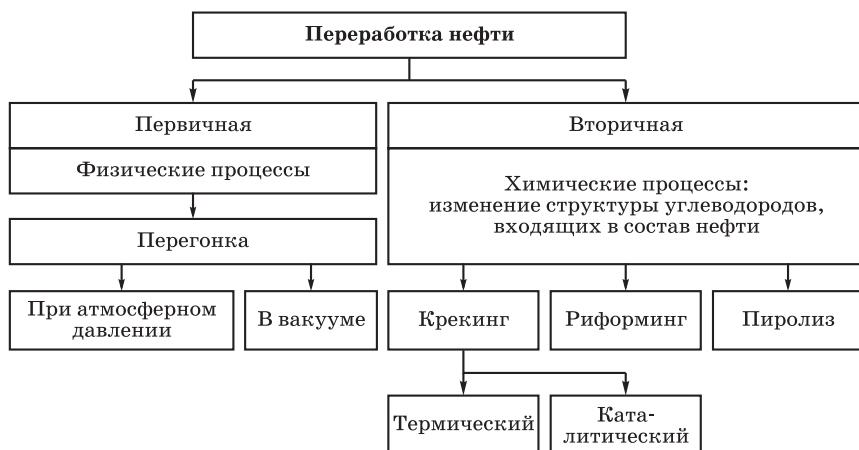 Переработка нефти
Первичная
Вторичная
Физические процессы
Химические процессы:
изменение структуры углеводородов,
входящих в состав нефти
Перегонка
При атмосферном
давлении
В вакууме
Крекинг
Риформинг
Пиролиз
Термический
Ката-
литический